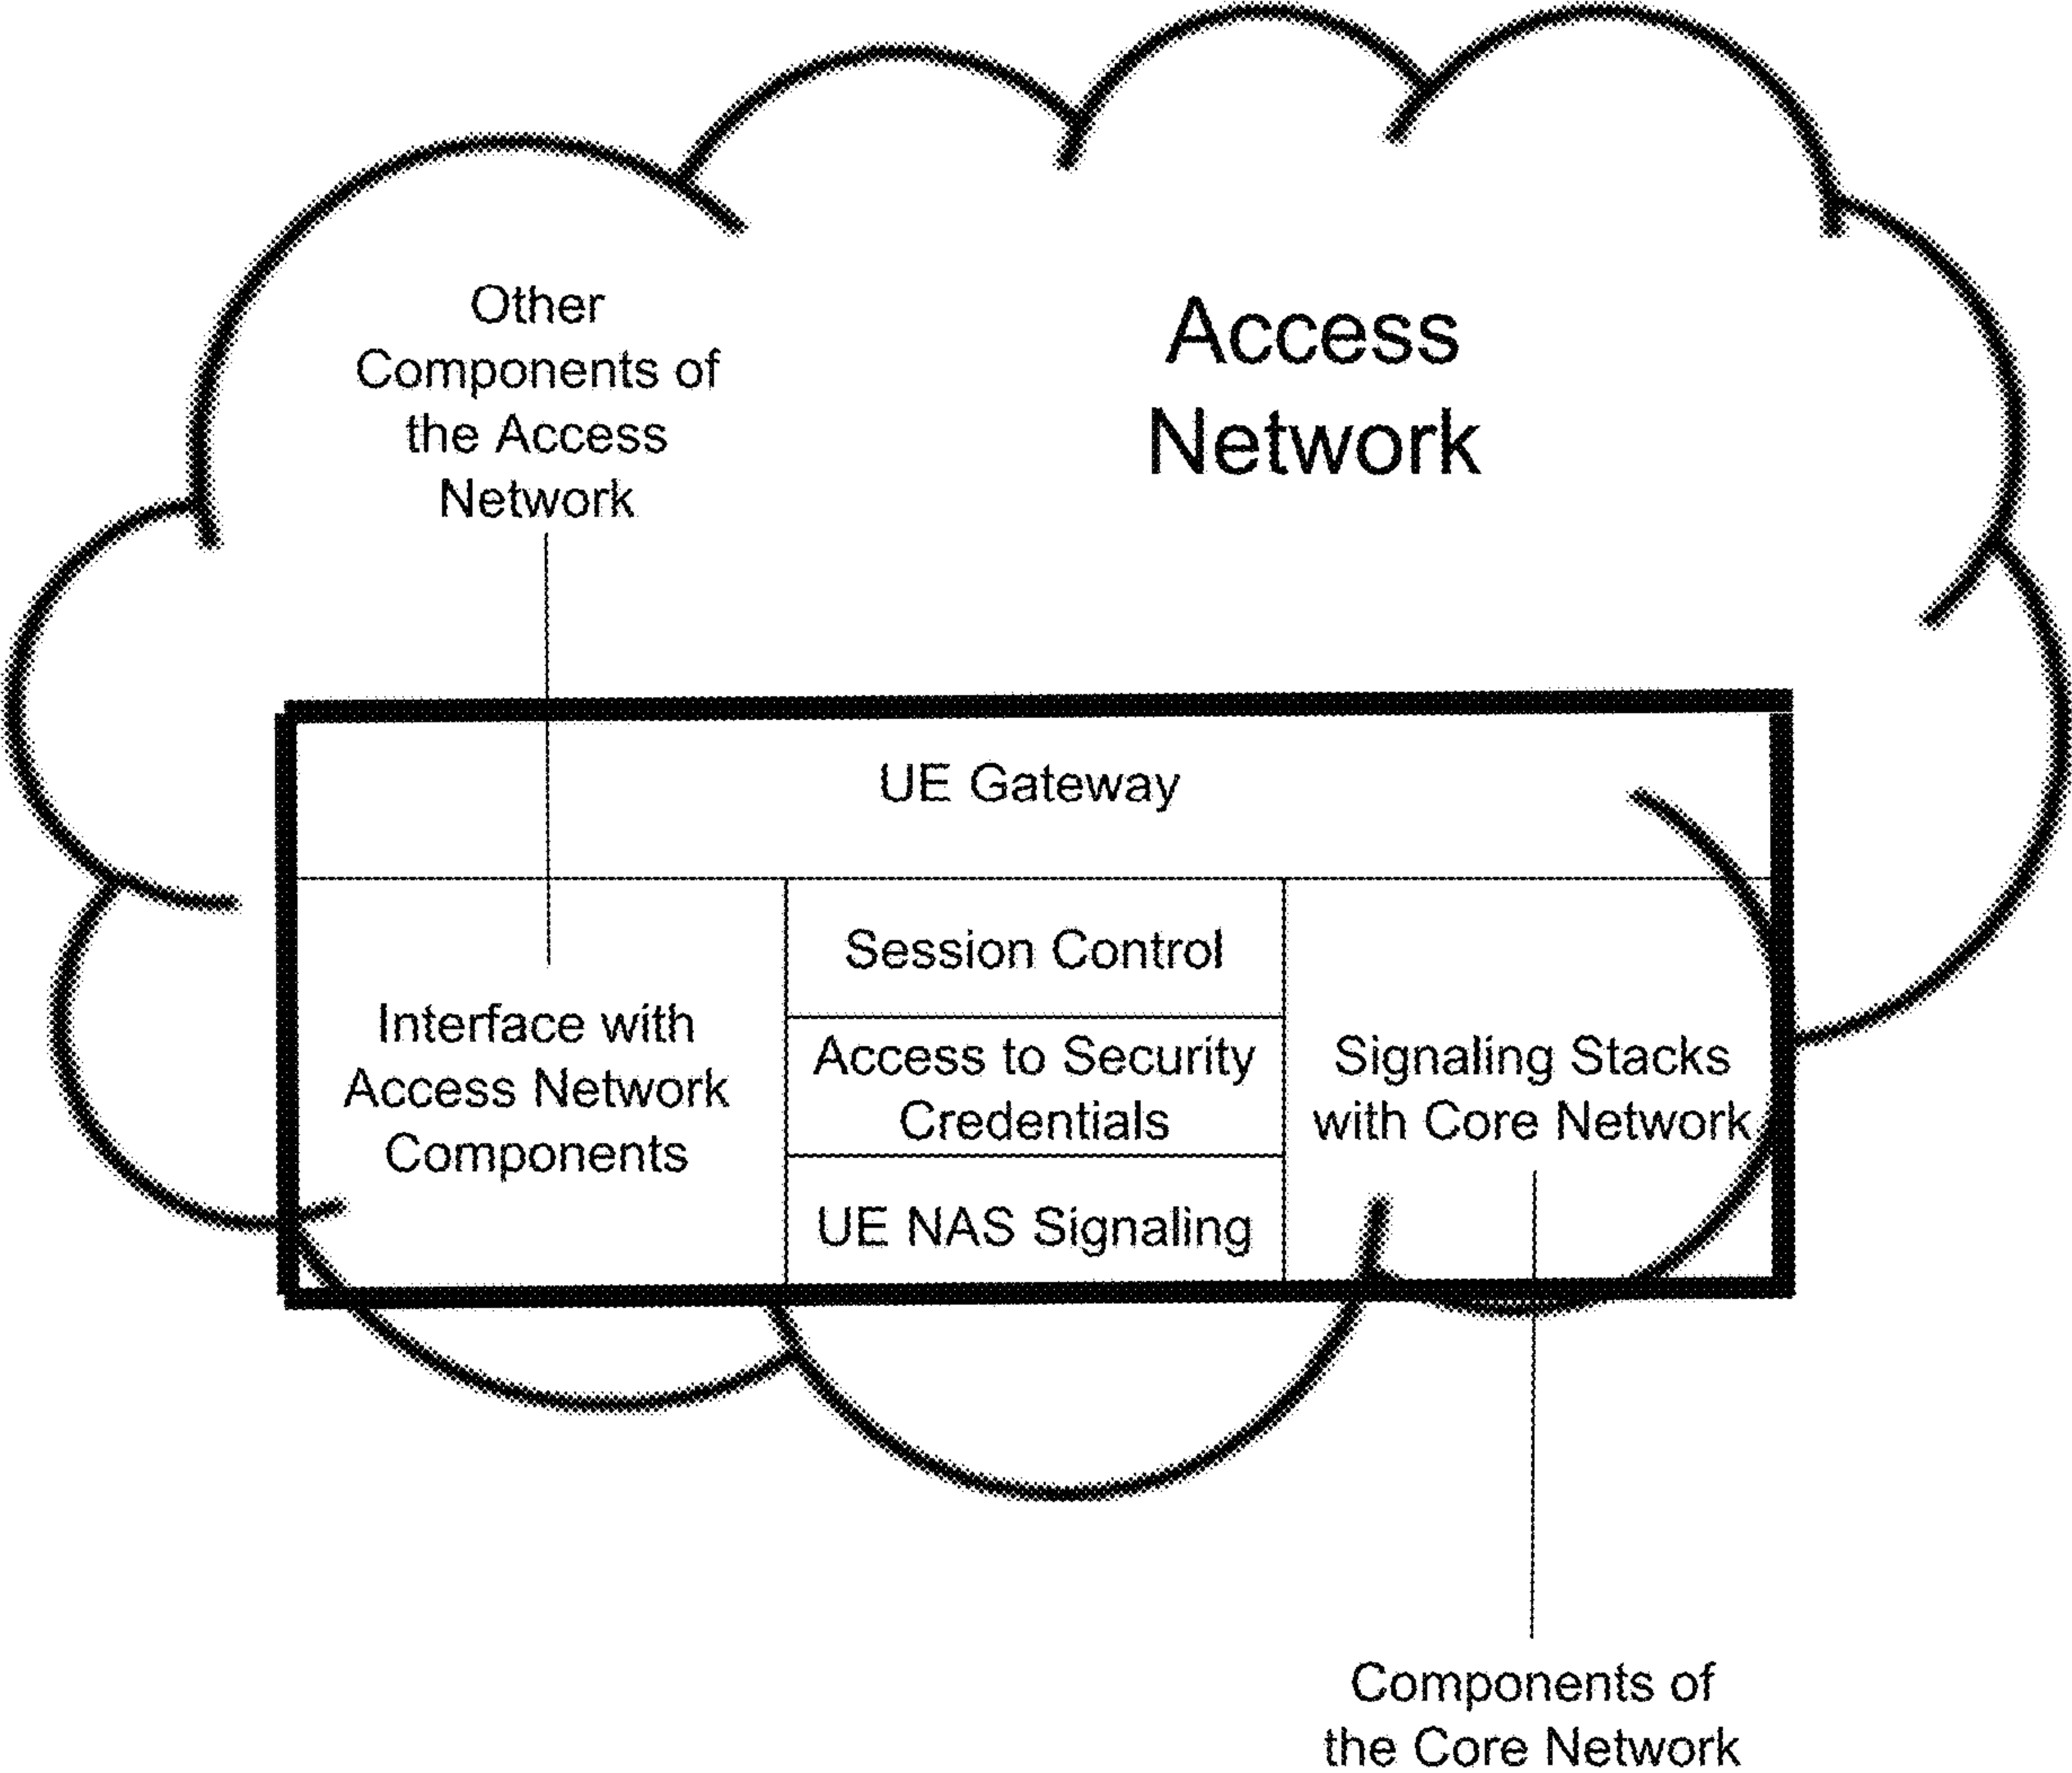 Other
Components of
the Access
Network
Access
Network
UE Gateway
Interface with
Access Network
Components
Session Control
Access to Security
Credentials
UE NAS Signaling
Signaling Stacks
with Core Network
Components of
the Core Network